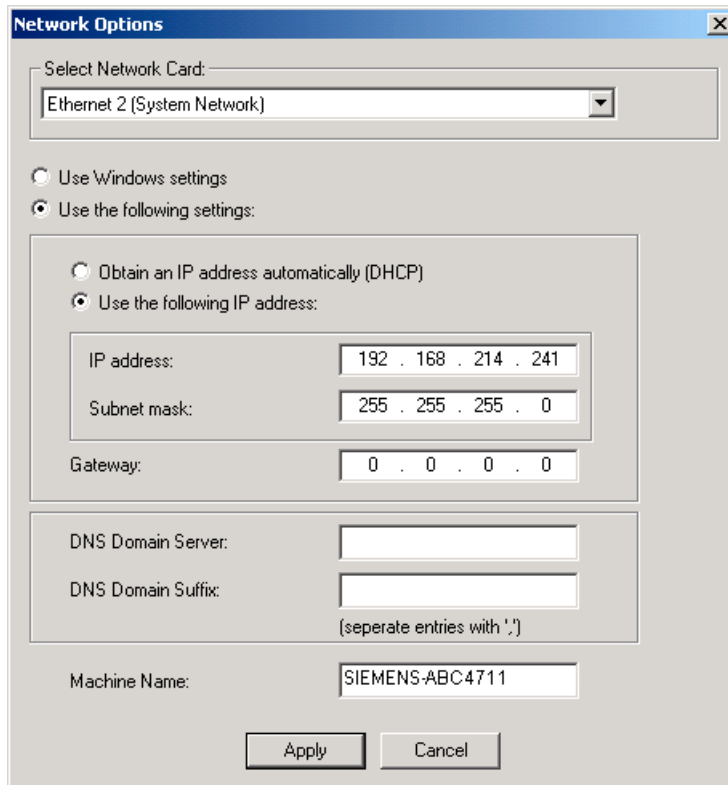 Network Options
Select Network Card:
Ethernet 2 (System Network)
Use Windows settings
Use the following settings:
Obtain an IP address automatically (DHCP)
Use the following IP address:
IP address: 192 . 168 . 214 . 241
Subnet mask: 255 . 255 . 255 . 0
Gateway: 0 . 0 . 0 . 0
DNS Domain Server:
DNS Domain Suffix:
(seperate entries with ',')
Machine Name: SIEMENS-ABC4711
Apply Cancel